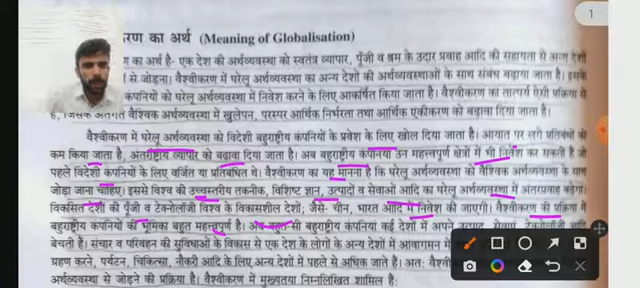 करण का अर्थ (Meaning of Globalisation)
1
ण का अर्थ है- एक देश की अर्थव्यवस्था को स्वतंत्र व्यापार, पूँजी व श्रम के उदार प्रवाह आदि की सहायता से अन्य देशों
से जोड़ना। वैश्वीकरण में घरेलू अर्थव्यवस्था का अन्य देशों की अर्थव्यवस्थाओं के साथ संबंध बढ़ाया जाता है। इसके
कंपनियों को घरेलू अर्थव्यवस्था में निवेश करने के लिए आकर्षित किया जाता है। वैश्वीकरण का तात्पर्य ऐसी प्रक्रिया से
है, जिसके अंतर्गत वैश्विक अर्थव्यवस्था में खुलेपन, परस्पर आर्थिक निर्भरता तथा आर्थिक एकीकरण को बढ़ावा दिया जाता है।
वैश्वीकरण में घरेलू अर्थव्यवस्था को विदेशी बहुराष्ट्रीय कंपनियों के प्रवेश के लिए खोल दिया जाता है। आयात पर लगे प्रतिबंधों को
कम किया जाता है, अंतर्राष्ट्रीय व्यापार को बढ़ावा दिया जाता है। अब बहुराष्ट्रीय कंपनियां उन महत्त्वपूर्ण क्षेत्रों में भी निवेश कर सकती हैं जो
पहले विदेशी कंपनियों के लिए वर्जित या प्रतिबंधित थे। वैश्वीकरण का यह मानना है कि घरेलू अर्थव्यवस्था को वैश्विक अर्थव्यवस्था के साथ
जोड़ा जाना चाहिए। इससे विश्व की उच्चस्तरीय तकनीक, विशिष्ट ज्ञान, उत्पादों व सेवाओं आदि का घरेलू अर्थव्यवस्था में अंतरप्रवाह बढ़ेगा।
विकसित देशों की पूँजी व टेक्नोलॉजी विश्व के विकासशील देशों, जैसे- चीन, भारत आदि में निवेश की जाएगी। वैश्वीकरण की प्रक्रिया में
बहुराष्ट्रीय कंपनियों की भूमिका बहुत महत्त्वपूर्ण है। सी बहुराष्ट्रीय कंपनियां कई देशों में अपने उत्पाद, सेवाएं, टेक्नोलॉजी आदि
बेचती हैं। संचार व परिवहन की सुविधाओं के विकास से एक देश के लोगों के अन्य देशों में आवागमन में
ग्रहण करने, पर्यटन, चिकित्सा, नौकरी आदि के लिए अन्य देशों में पहले से अधिक जाते हैं। अतः
अर्थव्यवस्था से जोड़ने की प्रक्रिया है। वैश्वीकरण में मुख्यतया निम्नलिखित शामिल है: